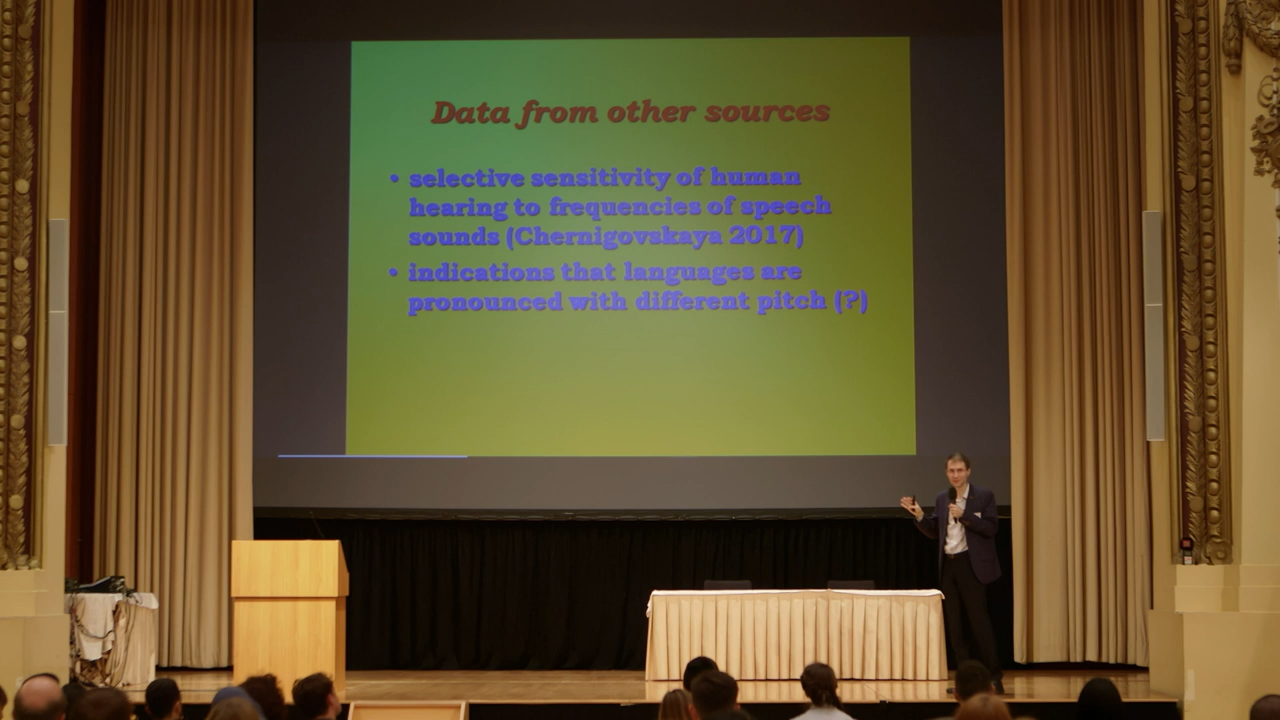 Data from other sources
• selective sensitivity of human
hearing to frequencies of speech
sounds (Chernigovskaya 2017)
• indications that languages are
pronounced with different pitch (?)